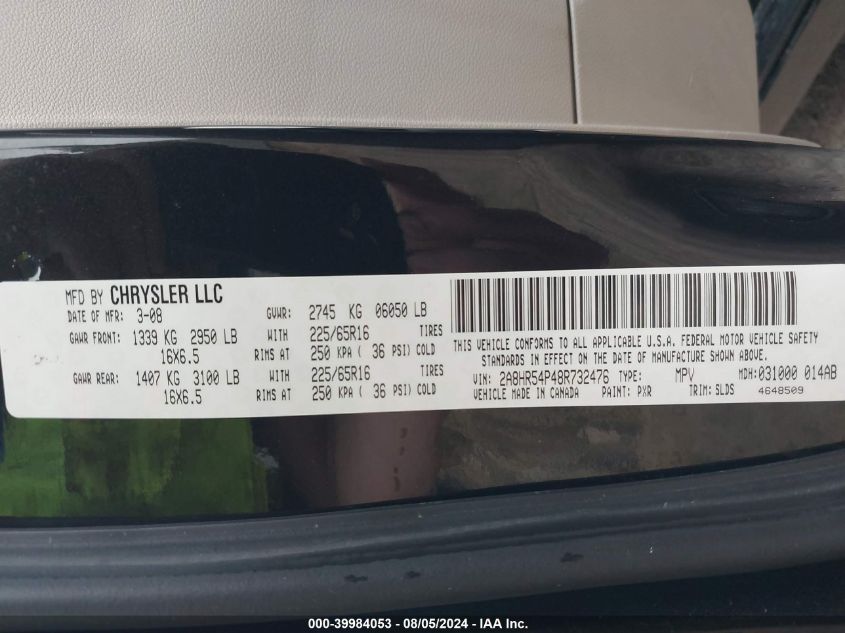 MFD BY CHRYSLER LLC
DATE OF MFR: 3-08 GVWR: 2745 KG 06050 LB
GAWR FRONT: 1339 KG 2950 LB WITH 225/65R16 TIRES
16X6.5 RIMS AT 250 KPA ( 36 PSI) COLD
GAWR REAR: 1407 KG 3100 LB WITH 225/65R16 TIRES
16X6.5 RIMS AT 250 KPA ( 36 PSI) COLD
THIS VEHICLE CONFORMS TO ALL APPLICABLE U.S.A. FEDERAL MOTOR VEHICLE SAFETY
STANDARDS IN EFFECT ON THE DATE OF MANUFACTURE SHOWN ABOVE.
VIN: 2A8HR54P48R732476 TYPE: MPV MDH: 031000 014AB
VEHICLE MADE IN CANADA PAINT: PXR TRIM: SLDS 4648509
000-39984053 - 08/05/2024 - IAA Inc.